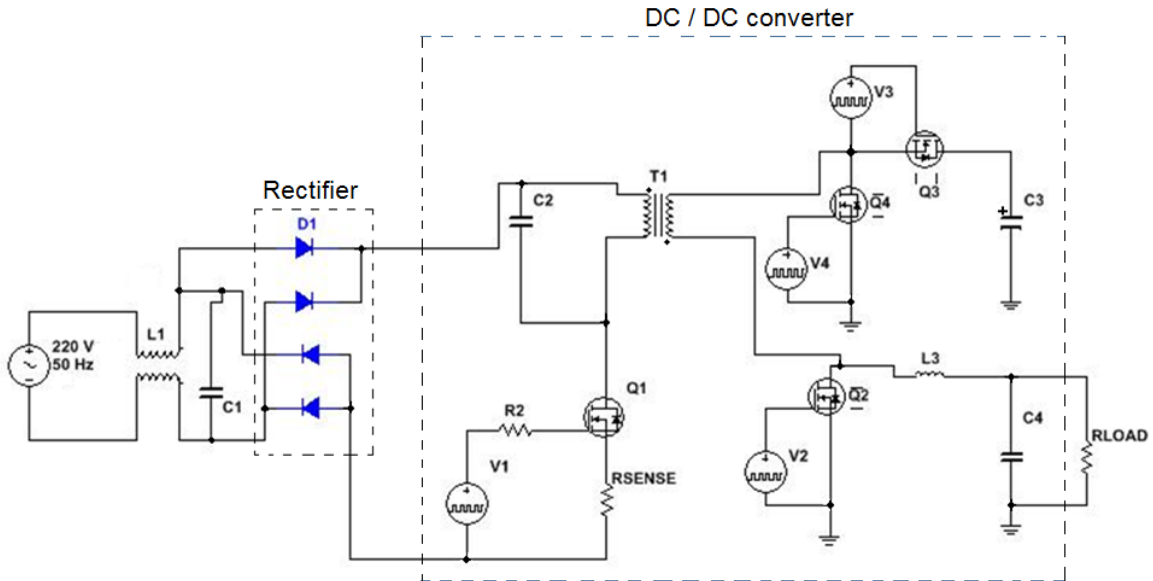 DC / DC converter
V3
Rectifier
D1
C2
T1
Q3
Q4
C3
V4
220 V
50 Hz
L1
C1
Q1
R2
V1
RSENSE
L3
Q2
V2
C4
RLOAD